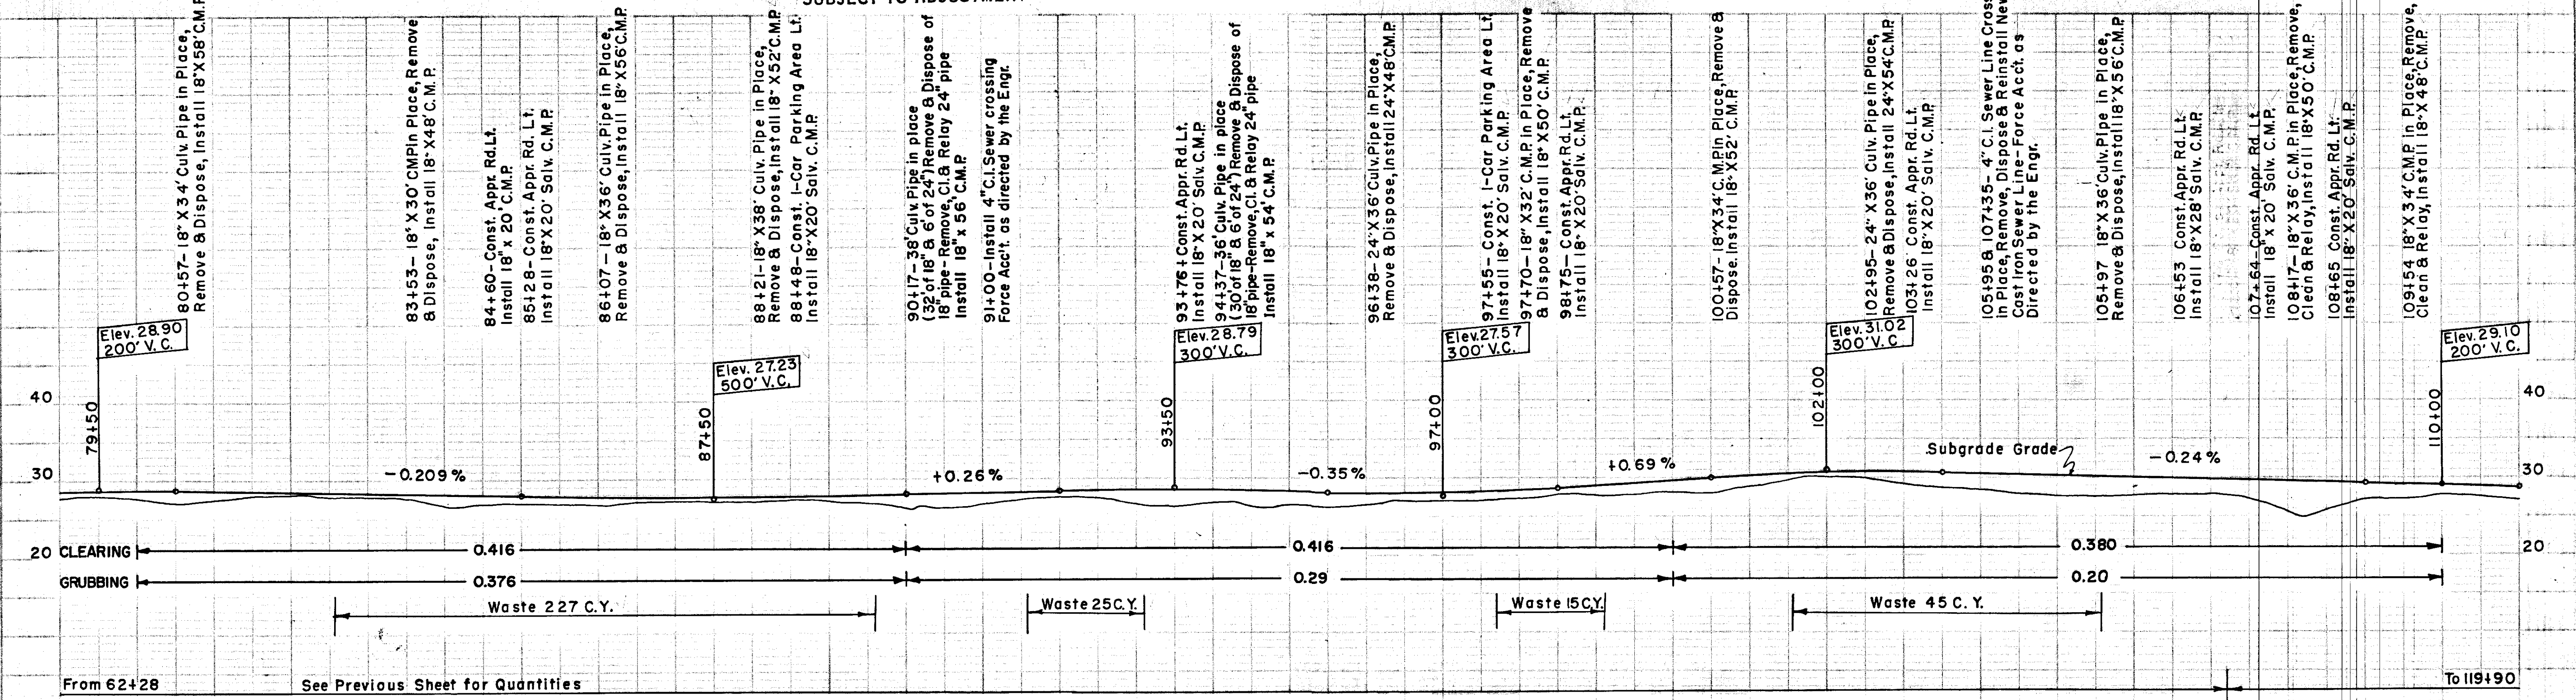 SUBJECT TO ADJUSTMENT
80+57- 18" X 34' Culv. Pipe in Place,
Remove & Dispose, Install 18"X58' C.M.P.
83+53- 18" X 30' CMP In Place, Remove
& Dispose, Install 18" X48' C.M.P.
84+60-Const. Appr. Rd. Lt.
Install 18" x 20' C.M.P.
85+28- Const. Appr. Rd. Lt.
Install 18"X 20' Salv. C.M.P.
86+07- 18" X36' Culv. Pipe in Place,
Remove & Dispose, Install 18"X56' C.M.P.
88+21-18" X38' Culv. Pipe in Place,
Remove & Dispose, Install 18" X52' C.M.P.
88+48-Const. 1-Car Parking Area Lt.
Install 18"X20' Salv. C.M.P.
90+17-38' Culv. Pipe in place
(32' of 18" & 6' of 24") Remove & Dispose of
18" pipe- Remove, Cl. & Relay 24" pipe
Install 18" x 56' C.M.P.
91+00-Install 4" C.I. Sewer crossing
Force Acc't. as directed by the Engr.
93+76+Const. Appr. Rd. Lt.
Install 18" X 20' Salv. C.M.P.
94+37-36' Culv. Pipe in place
(30' of 18" & 6' of 24") Remove & Dispose of
18" pipe-Remove, Cl. & Relay 24" pipe
Install 18" x 54' C.M.P.
96+38-24"X36' Culv. Pipe in Place,
Remove & Dispose, Install 24"X48' C.M.P.
97+55- Const. 1-Car Parking Area Lt.
Install 18" X 20' Salv. C.M.P.
97+70-18" X32' C.M.P. In Place, Remove
& Dispose, Install 18" X50' C.M.P.
98+75- Const. Appr. Rd. Lt.
Install 18"X20' Salv. C.M.P.
100+57- 18"X34' C.M.P. In Place, Remove &
Dispose. Install 18" X52' C.M.P.
102+95- 24" X36' Culv. Pipe in Place,
Remove & Dispose, Install 24"X54' C.M.P.
103+26 Const. Appr. Rd. Lt.
Install 18"X20' Salv. C.M.P.
105+95 & 107+35- 4" C.I. Sewer Line Cross
In Place, Remove, Dispose & Reinstall New
Cast Iron Sewer Line-Force Acct. as
Directed by the Engr.
105+97 18"X36' Culv. Pipe In Place,
Remove & Dispose, Install 18"X56' C.M.P.
106+53 Const. Appr. Rd. Lt.
Install 18"X28' Salv. C.M.P.
107+64-Const. Appr. Rd. Lt.
Install 18" x 20' Salv. C.M.P.
108+17- 18"X36' C.M.P. in Place, Remove,
Clean & Relay, Install 18"X50' C.M.P.
108+65 Const. Appr. Rd. Lt.
Install 18" X 20' Salv. C.M.P.
109+54 18" X 34' C.M.P. In Place, Remove,
Clean & Relay, Install 18"X48' C.M.P.
Elev. 28.90
200' V.C.
79+50
Elev. 27.23
500' V.C.
87+50
Elev. 28.79
300' V.C.
93+50
Elev. 27.57
300' V.C.
97+00
Elev. 31.02
300' V.C.
102+00
Elev. 29.10
200' V.C.
110+00
40 40
30 -0.209% +0.26% -0.35% +0.69% Subgrade Grade -0.24% 30
20 CLEARING 0.416 0.416 0.380 20
GRUBBING 0.376 0.29 0.20
Waste 227 C.Y. Waste 25 C.Y. Waste 15 C.Y. Waste 45 C.Y.
From 62+28 See Previous Sheet for Quantities To 119+90